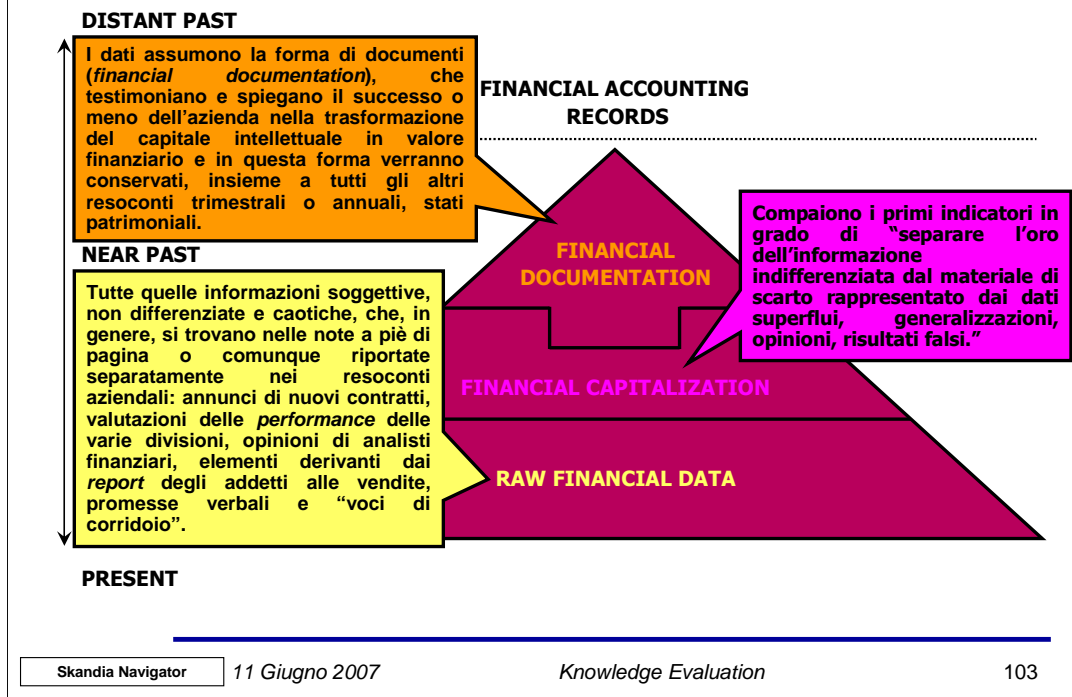 DISTANT PAST
I dati assumono la forma di documenti
(financial documentation), che
testimoniano e spiegano il successo o
meno dell'azienda nella trasformazione
del capitale intellettuale in valore
finanziario e in questa forma verranno
conservati, insieme a tutti gli altri
resoconti trimestrali o annuali, stati
patrimoniali.
FINANCIAL ACCOUNTING
RECORDS
NEAR PAST
FINANCIAL
DOCUMENTATION
Compaiono i primi indicatori in
grado di "separare l'oro
dell'informazione
indifferenziata dal materiale di
scarto rappresentato dai dati
superflui, generalizzazioni,
opinioni, risultati falsi."
Tutte quelle informazioni soggettive,
non differenziate e caotiche, che, in
genere, si trovano nelle note a piè di
pagina o comunque riportate
separatamente nei resoconti
aziendali: annunci di nuovi contratti,
valutazioni delle performance delle
varie divisioni, opinioni di analisti
finanziari, elementi derivanti dai
report degli addetti alle vendite,
promesse verbali e "voci di
corridoio".
FINANCIAL CAPITALIZATION
RAW FINANCIAL DATA
PRESENT
Skandia Navigator
11 Giugno 2007
Knowledge Evaluation
103